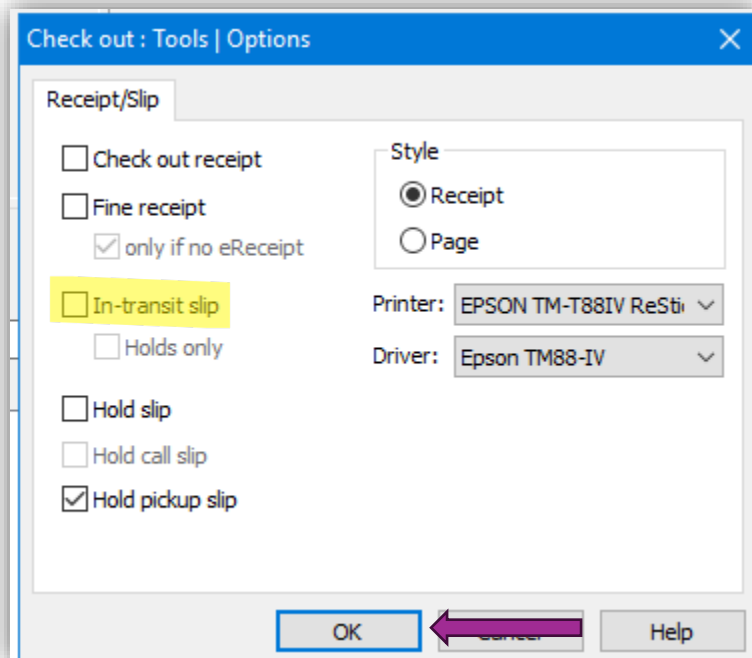 Check out : Tools | Options
Receipt/Slip
Check out receipt
Fine receipt
only if no eReceipt
In-transit slip
Holds only
Hold slip
Hold call slip
Hold pickup slip
Style
Receipt
Page
Printer: EPSON TM-T88IV ReSti
Driver: Epson TM88-IV
OK
Help